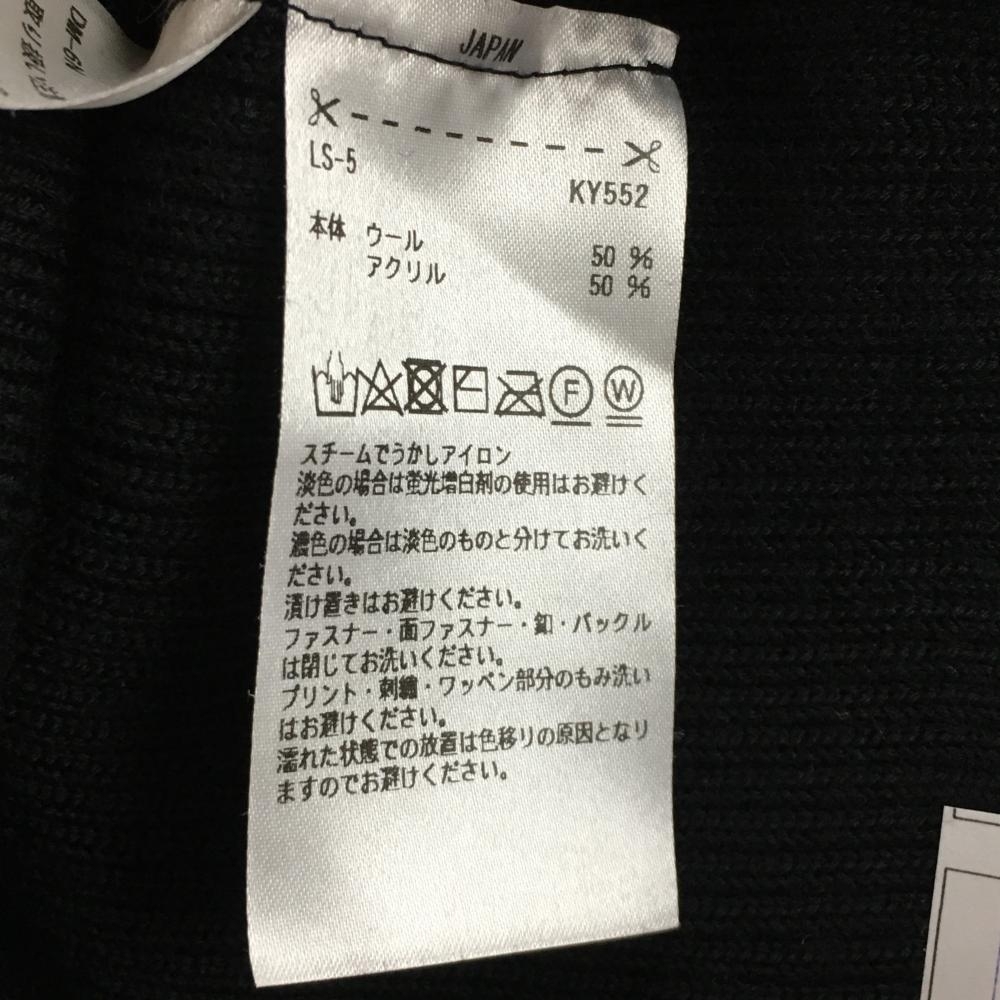 JAPAN
LS-5
KY552
本体 ウール 50 %
アクリル 50 %
F W
スチームでうかしアイロン
淡色の場合は蛍光増白剤の使用はお避けく
ださい。
濃色の場合は淡色のものと分けてお洗いく
ださい。
漬け置きはお避けください。
ファスナー・面ファスナー・釦・バックル
は閉じてお洗いください。
プリント・刺繍・ワッペン部分のもみ洗い
はお避けください。
濡れた状態での放置は色移りの原因となり
ますのでお避けください。